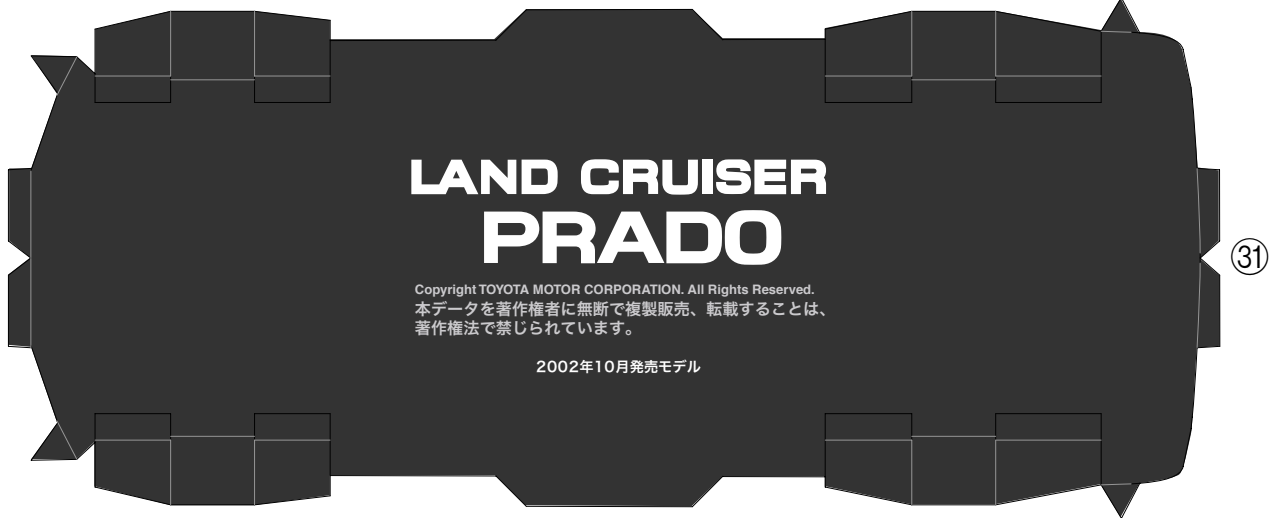 LAND CRUISER
PRADO
Copyright TOYOTA MOTOR CORPORATION. All Rights Reserved.
本データを著作権者に無断で複製販売、転載することは、
著作権法で禁じられています。
2002年10月発売モデル
㉛